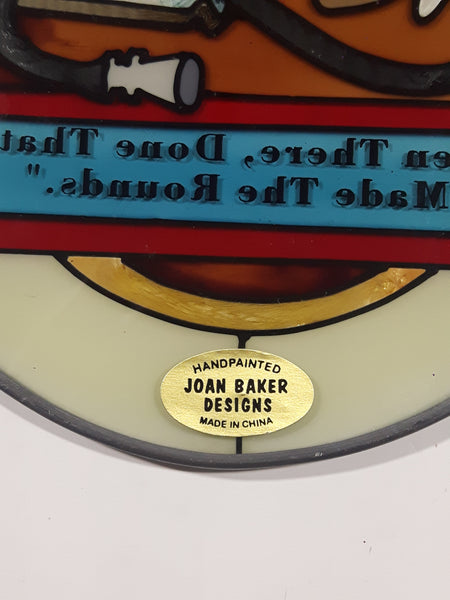 en There, Done That
Made The Rounds."
HANDPAINTED
JOAN BAKER
DESIGNS
MADE IN CHINA